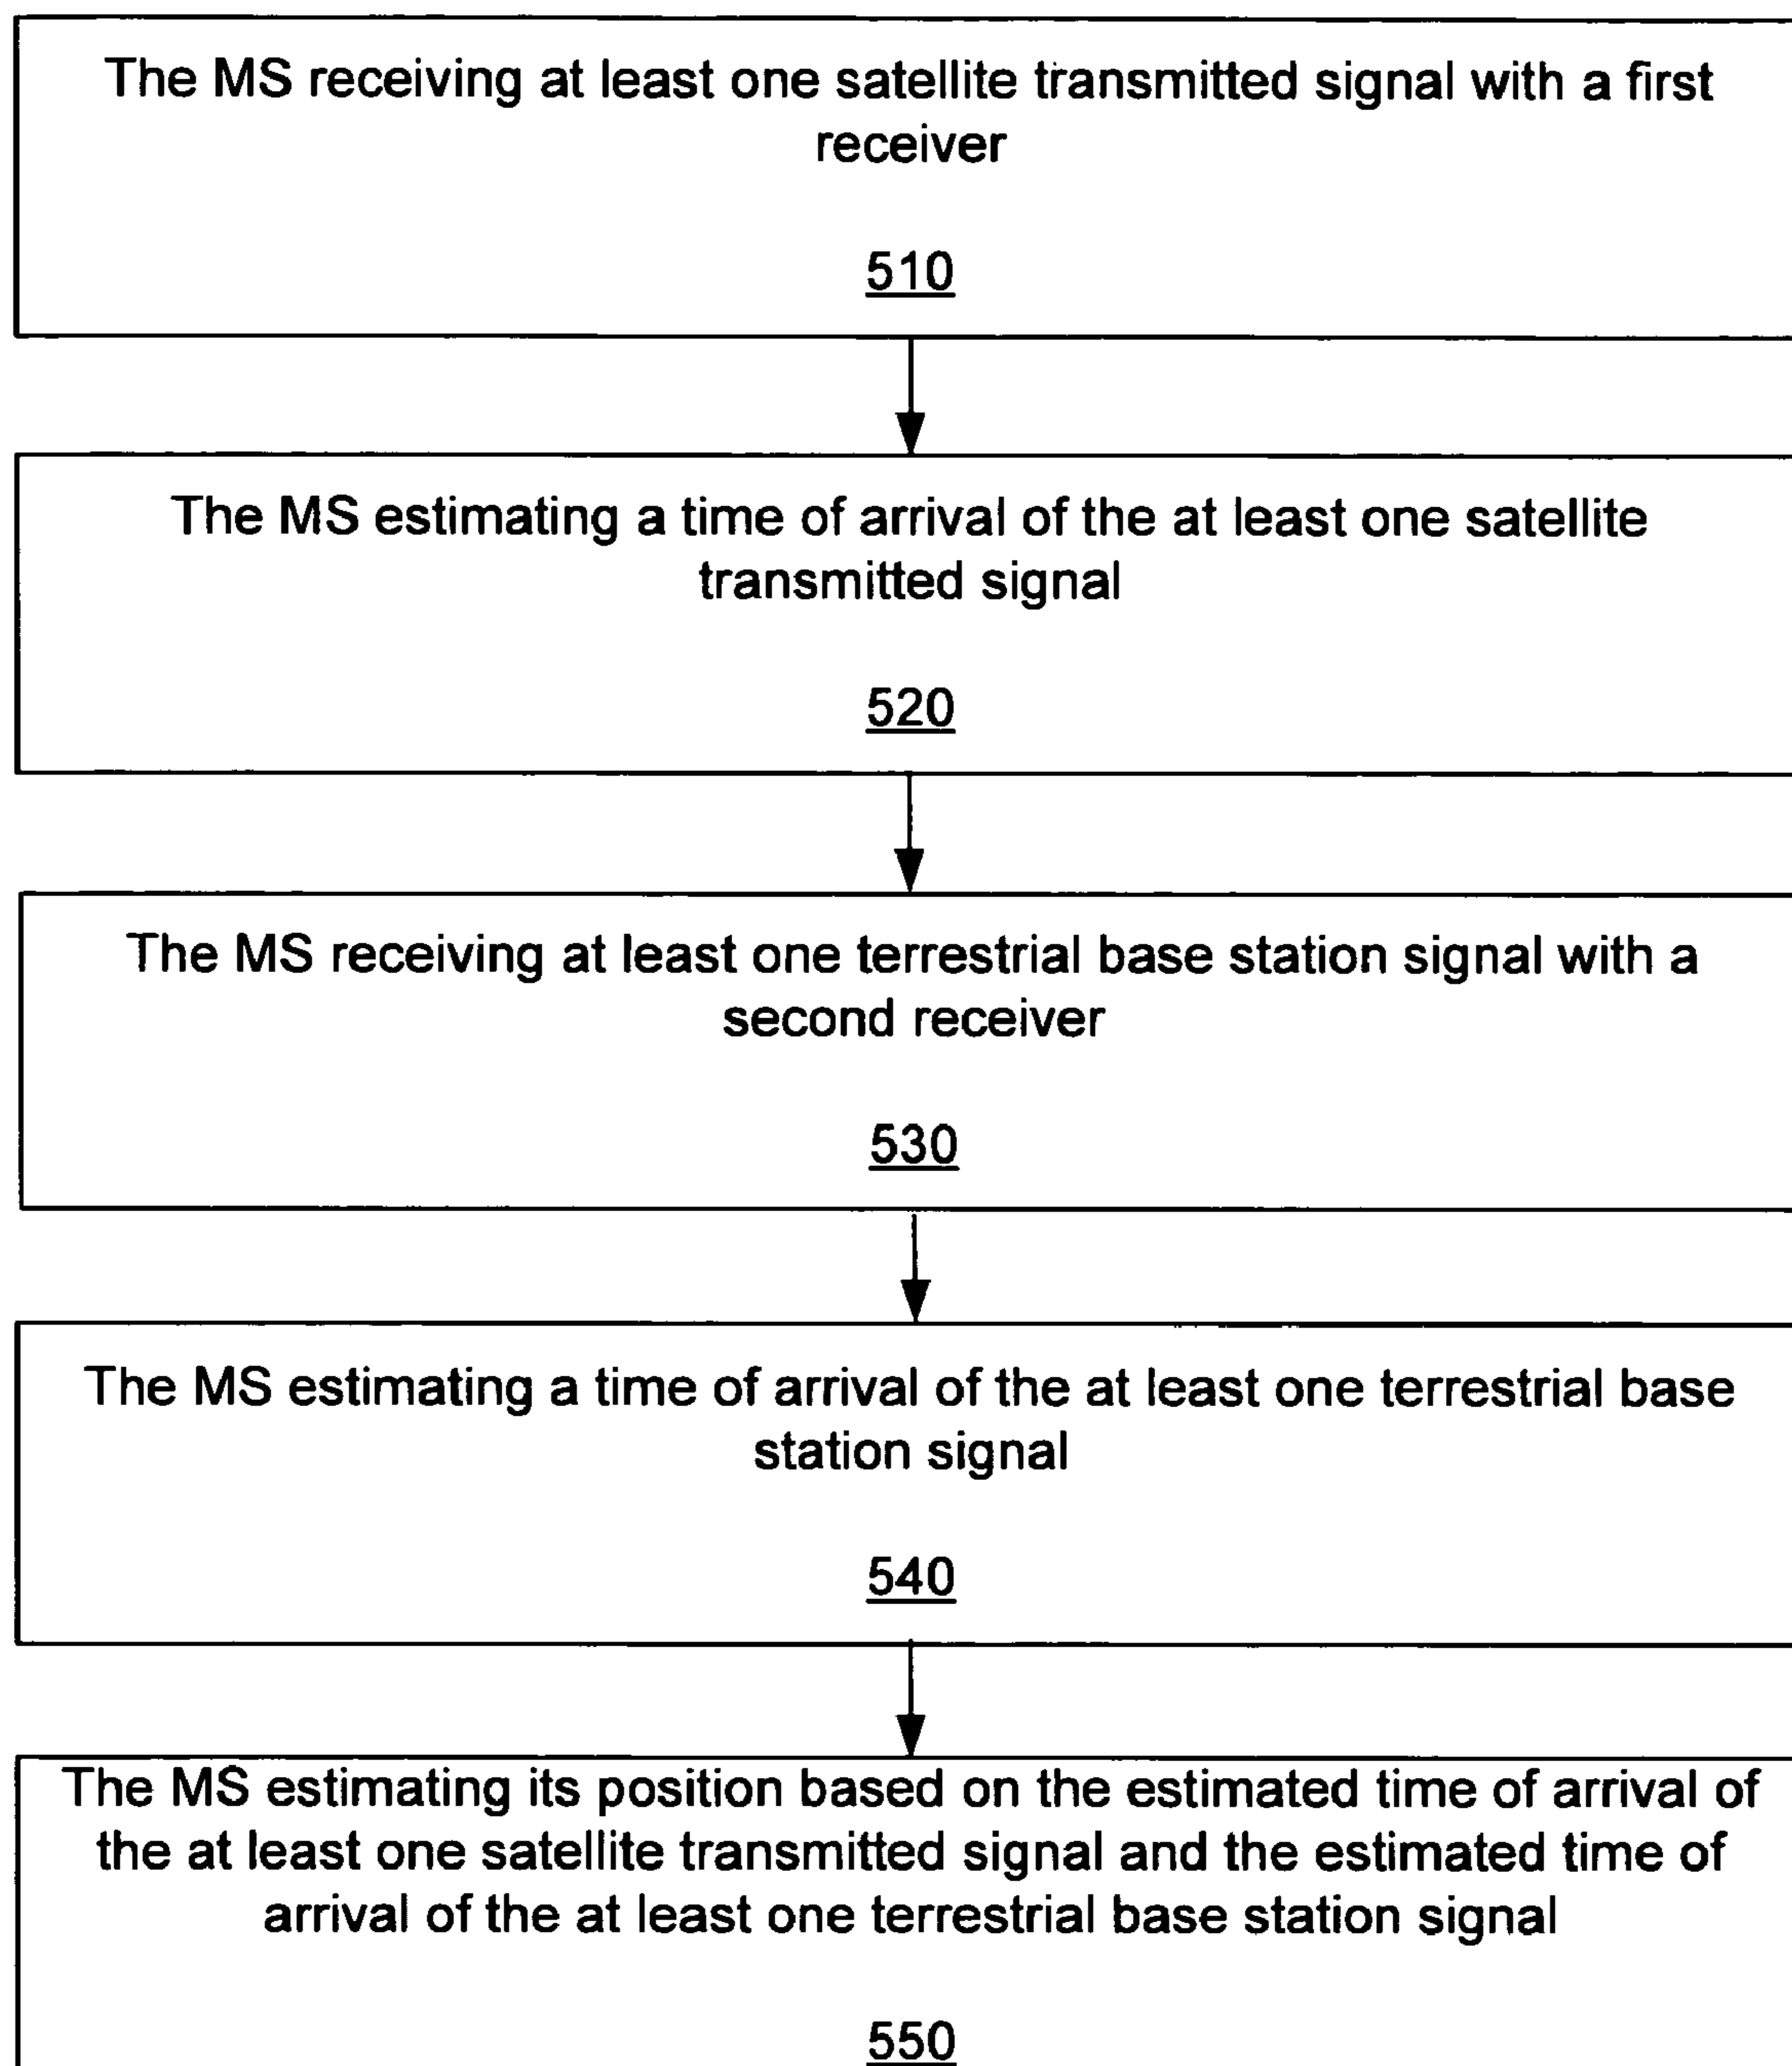 The MS receiving at least one satellite transmitted signal with a first
receiver
510
The MS estimating a time of arrival of the at least one satellite
transmitted signal
520
The MS receiving at least one terrestrial base station signal with a
second receiver
530
The MS estimating a time of arrival of the at least one terrestrial base
station signal
540
The MS estimating its position based on the estimated time of arrival of
the at least one satellite transmitted signal and the estimated time of
arrival of the at least one terrestrial base station signal
550